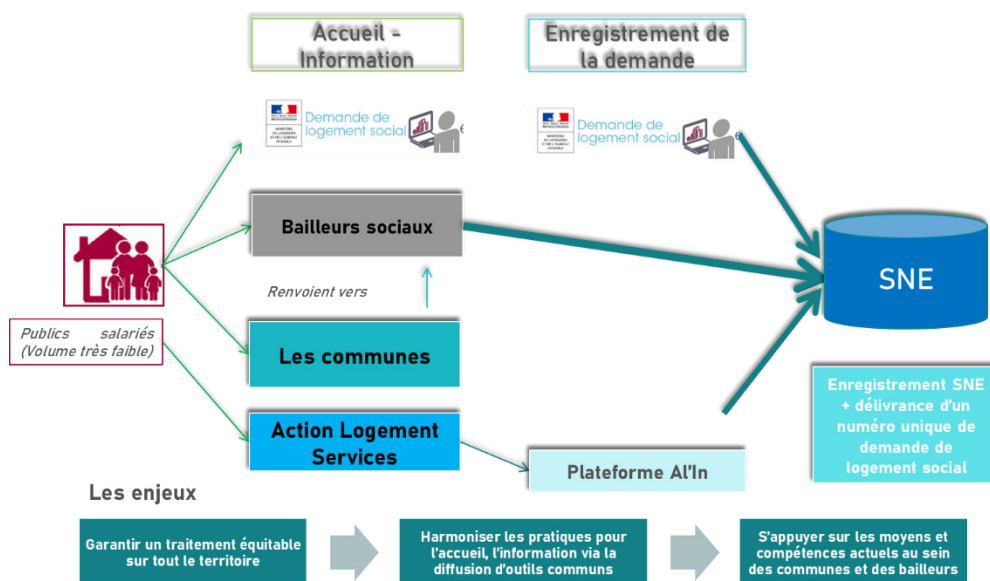 Accueil -
Information
Enregistrement de
la demande
Demande de
logement social
Demande de
logement social
Bailleurs sociaux
SNE
Renvoient vers
Publics salariés
(Volume très faible)
Les communes
Enregistrement SNE
+ délivrance d'un
numéro unique de
demande de
logement social
Action Logement
Services
Plateforme Al'In
Les enjeux
Garantir un traitement équitable
sur tout le territoire
Harmoniser les pratiques pour
l'accueil, l'information via la
diffusion d'outils communs
S'appuyer sur les moyens et
compétences actuels au sein
des communes et des bailleurs